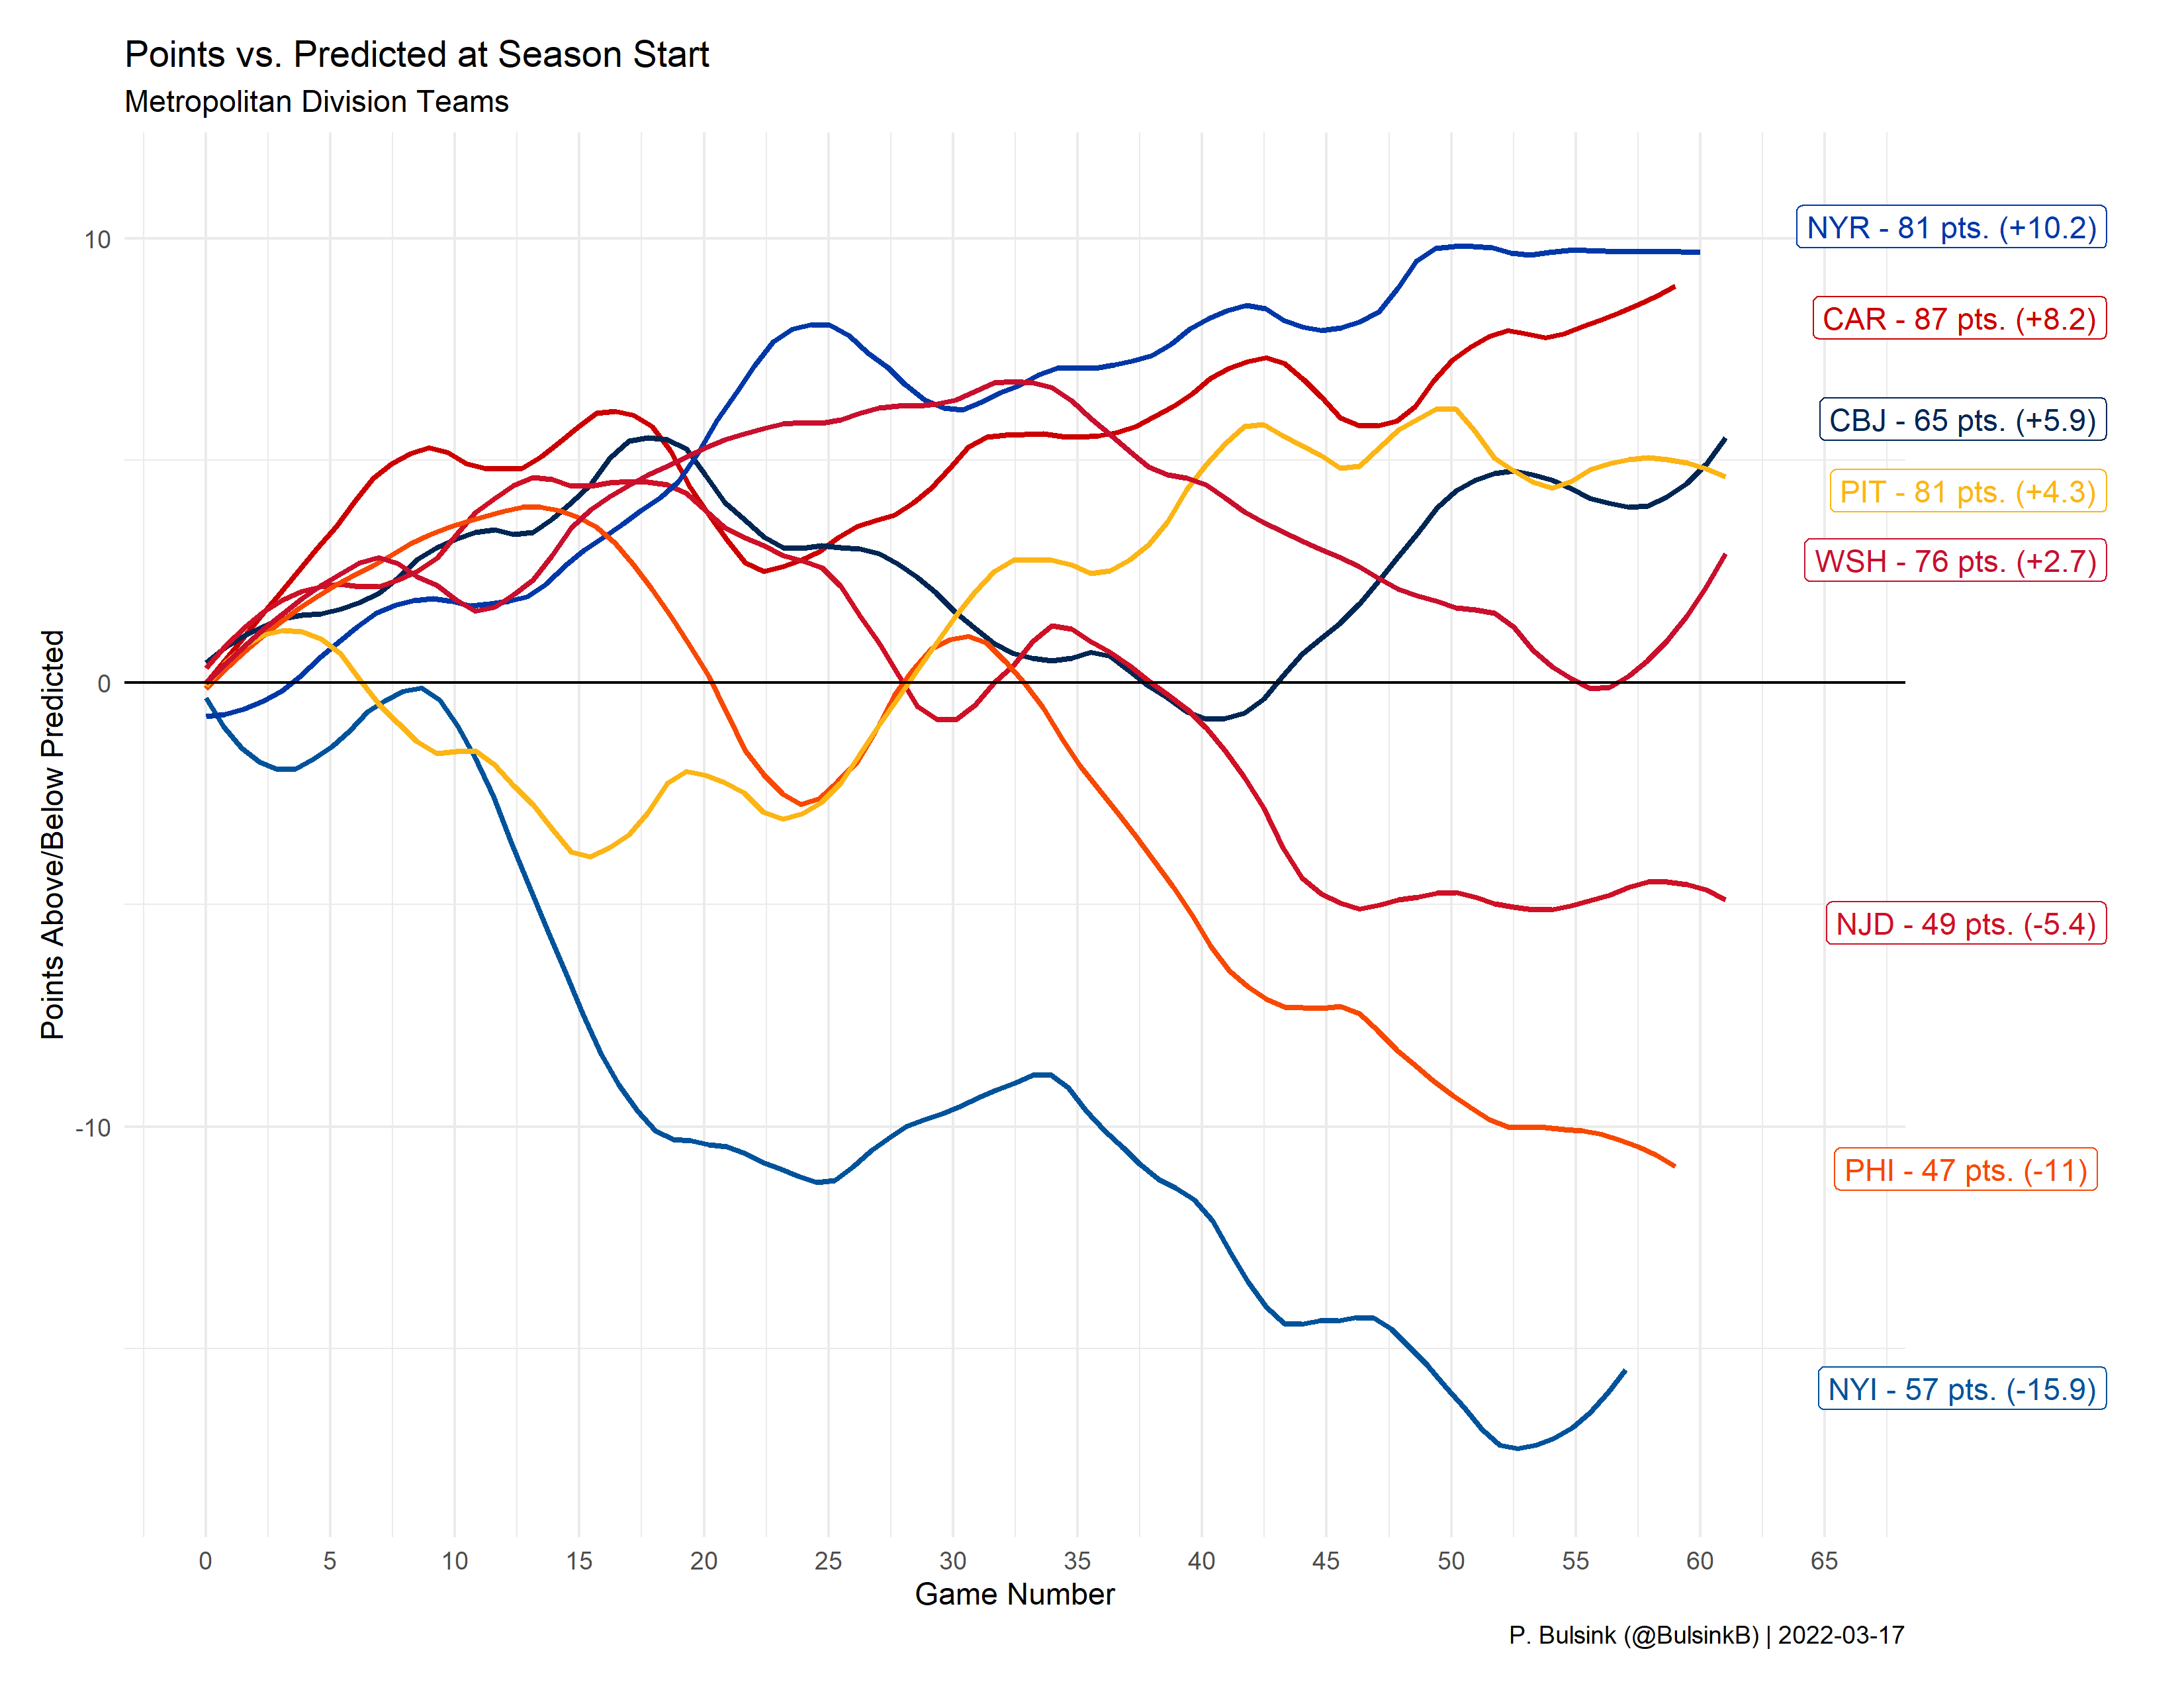 Points vs. Predicted at Season Start
Metropolitan Division Teams
Points Above/Below Predicted
10
0
-10
NYR - 81 pts. (+10.2)
CAR - 87 pts. (+8.2)
CBJ - 65 pts. (+5.9)
PIT - 81 pts. (+4.3)
WSH - 76 pts. (+2.7)
NJD - 49 pts. (-5.4)
PHI - 47 pts. (-11)
NYI - 57 pts. (-15.9)
0 5 10 15 20 25 30 35 40 45 50 55 60 65
Game Number
P. Bulsink (@BulsinkB) | 2022-03-17